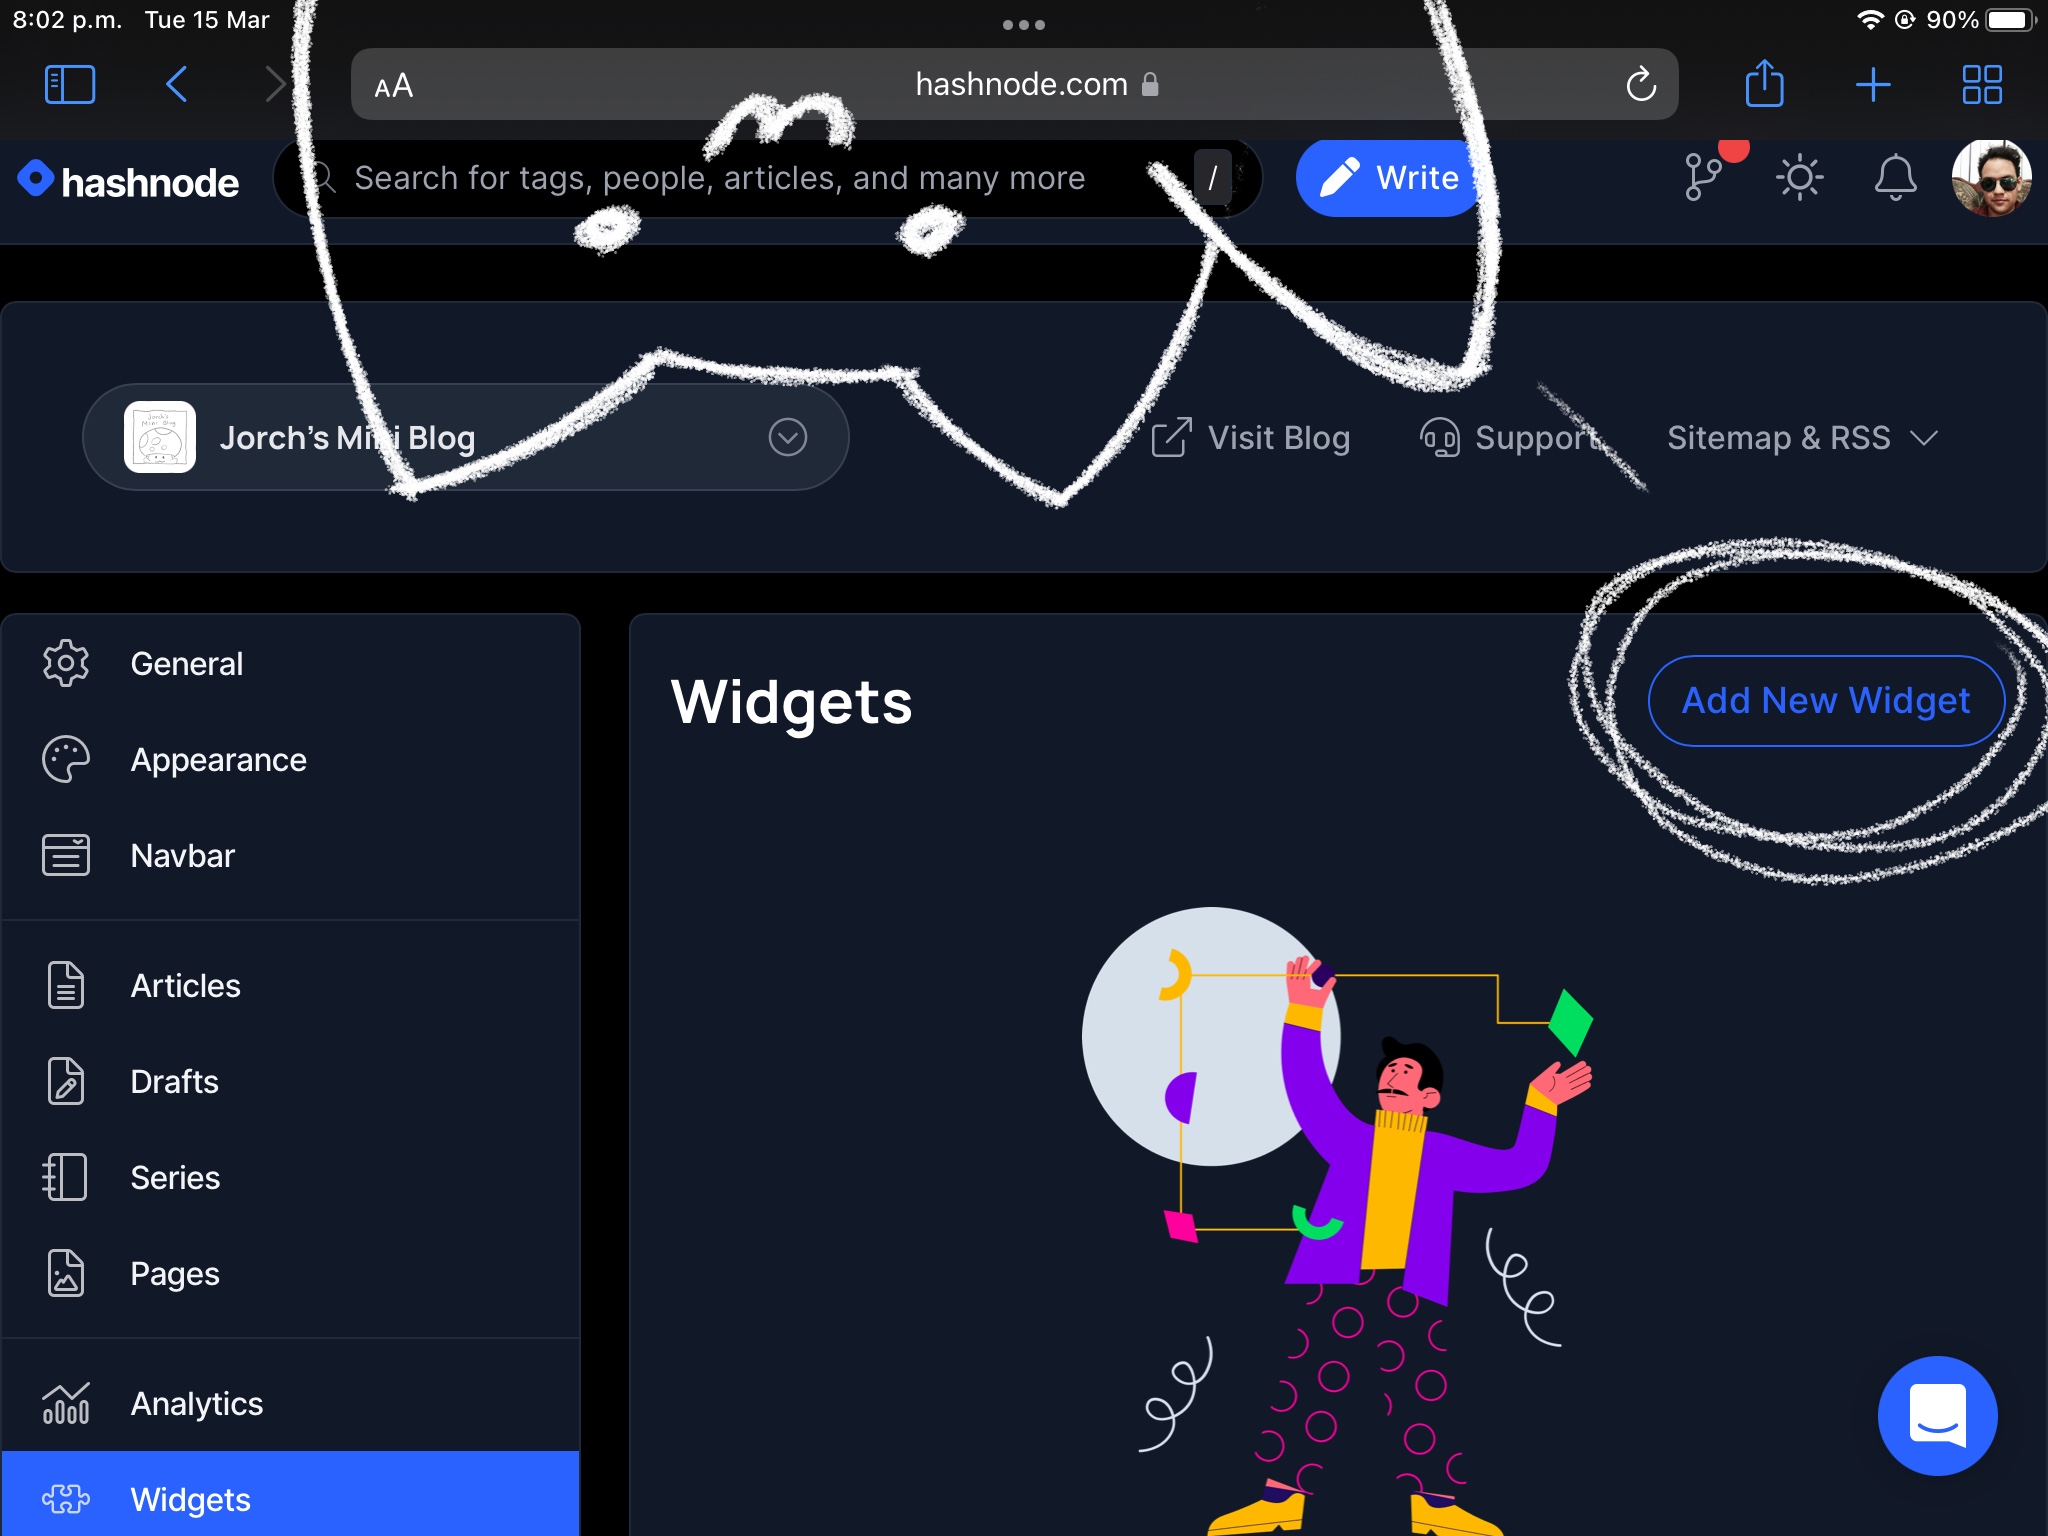 8:02 p.m. Tue 15 Mar 90%
AA hashnode.com
hashnode Search for tags, people, articles, and many more / Write
Jorch's Mini Blog Visit Blog Support Sitemap & RSS
General
Appearance
Navbar
Articles
Drafts
Series
Pages
Analytics
Widgets
Widgets Add New Widget